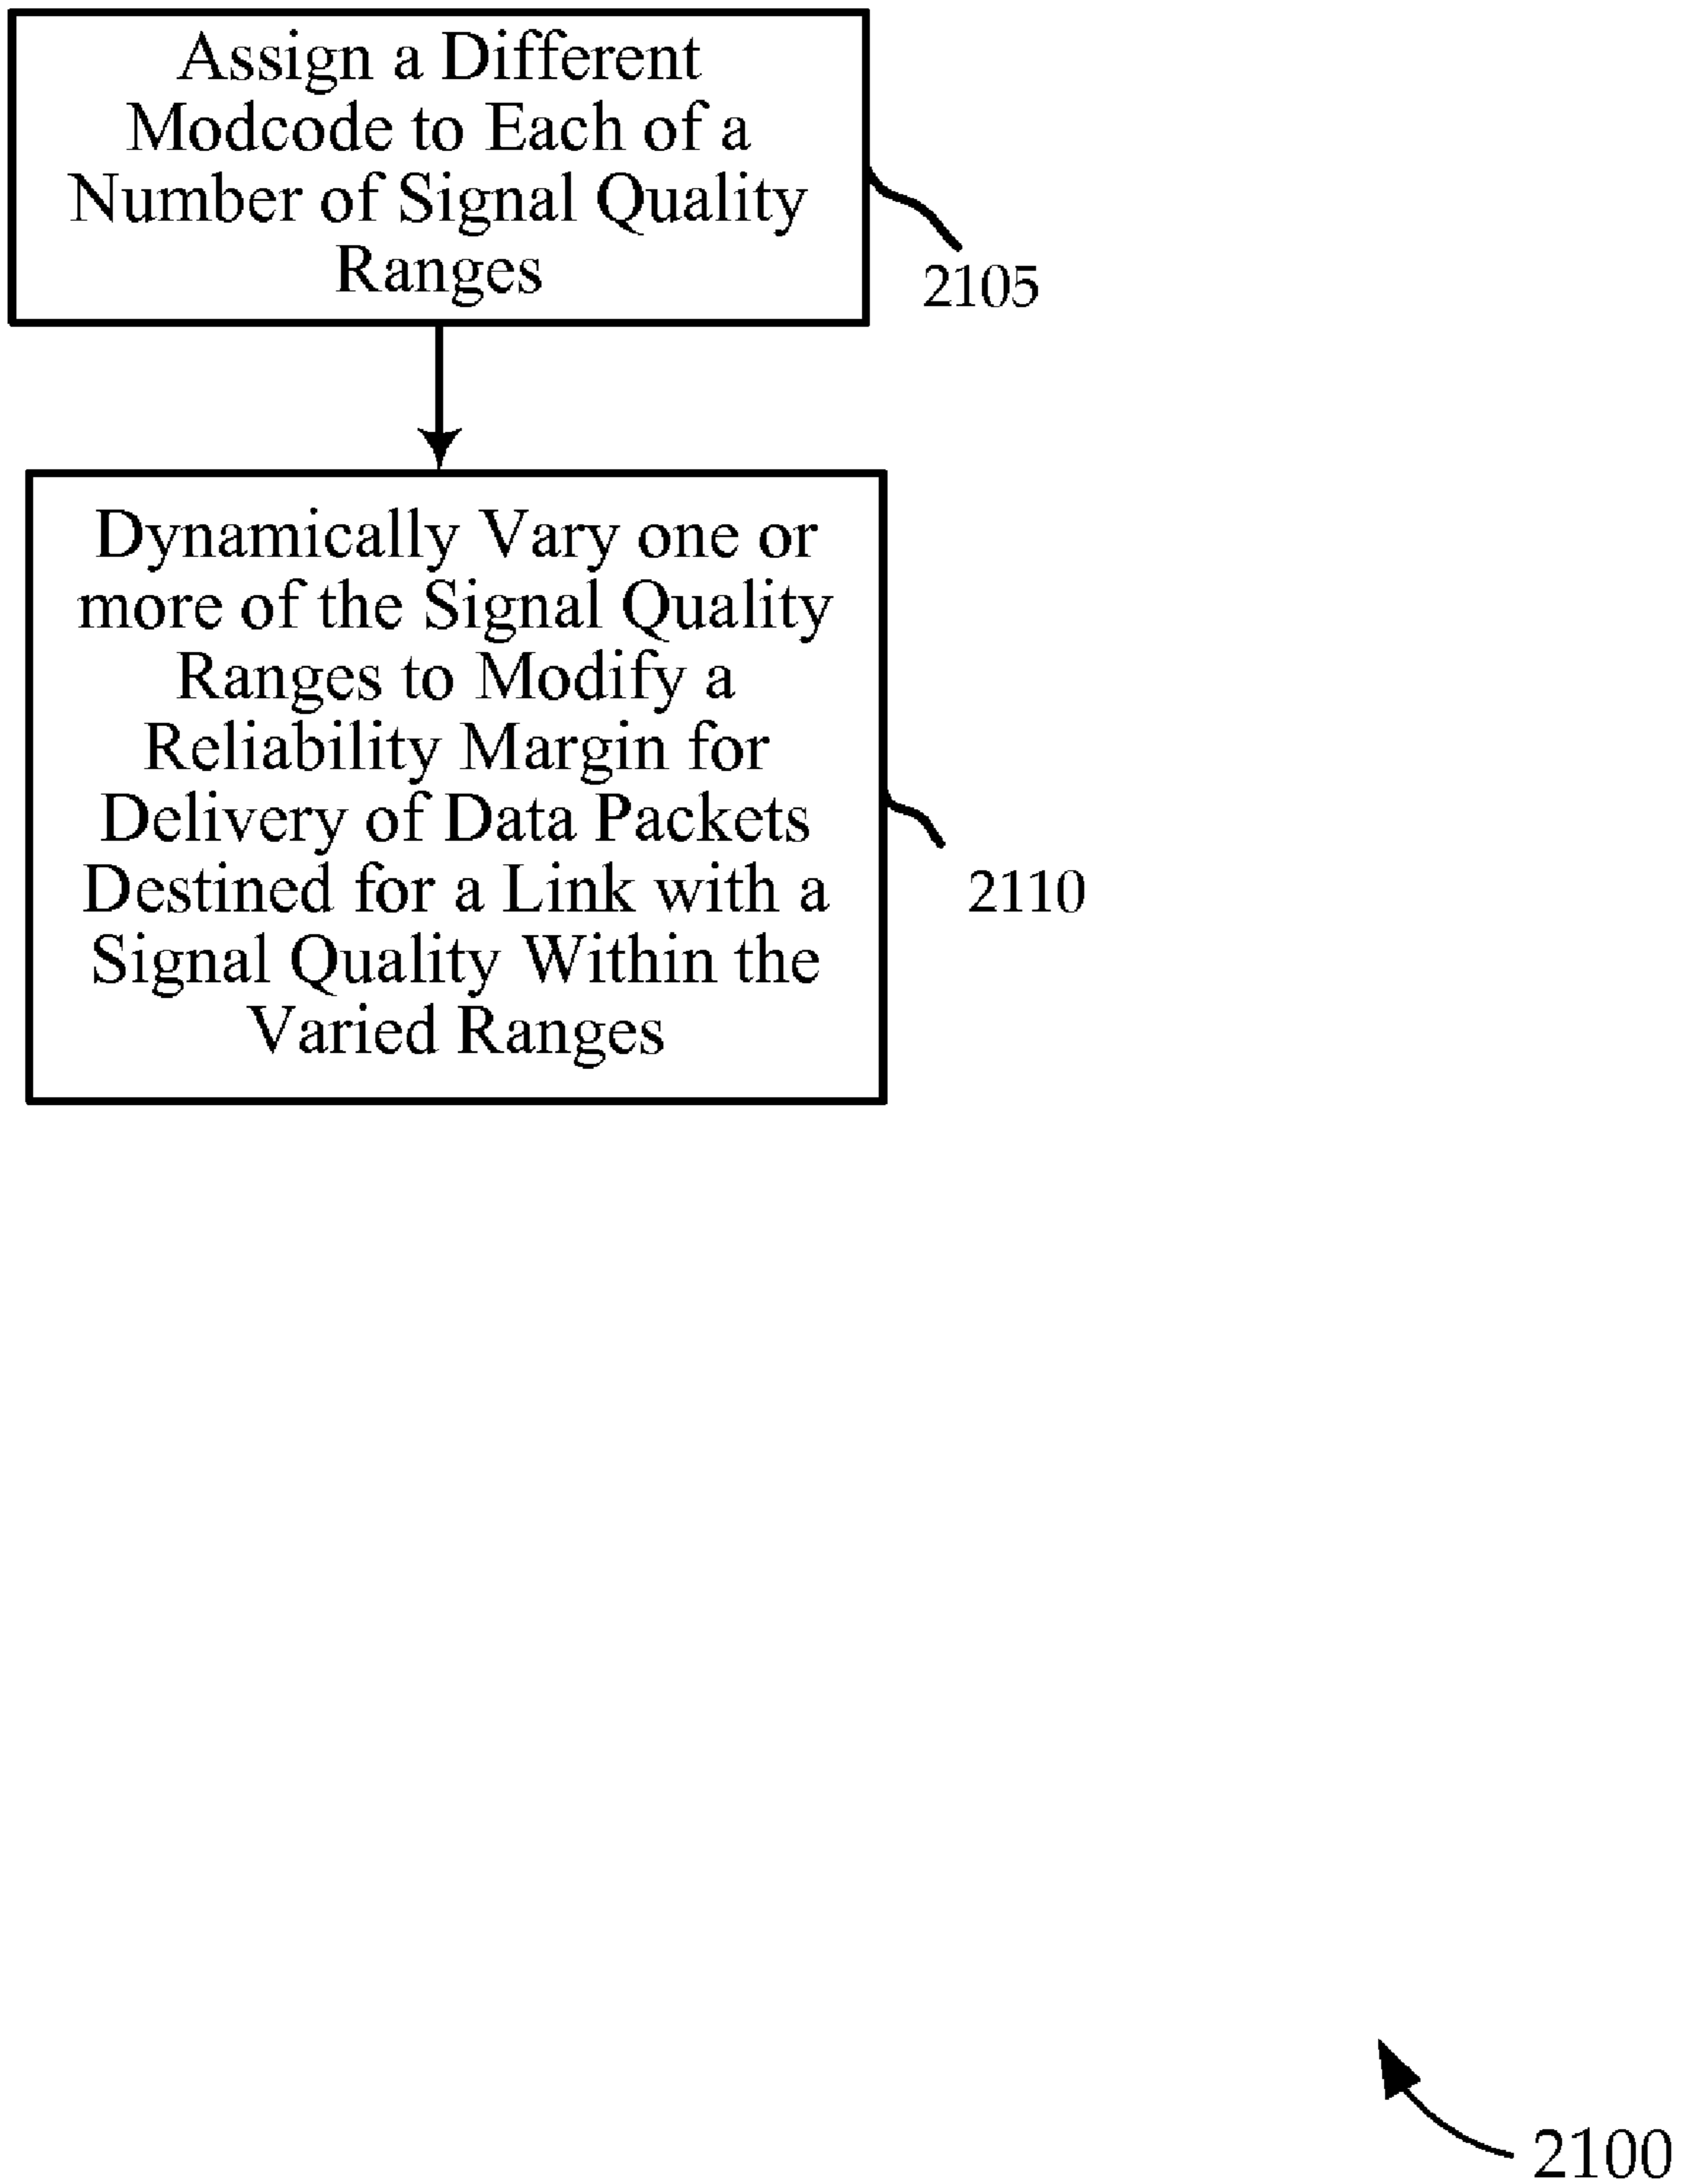 Assign a Different
Modcode to Each of a
Number of Signal Quality
Ranges
2105
Dynamically Vary one or
more of the Signal Quality
Ranges to Modify a
Reliability Margin for
Delivery of Data Packets
Destined for a Link with a
Signal Quality Within the
Varied Ranges
2110
2100